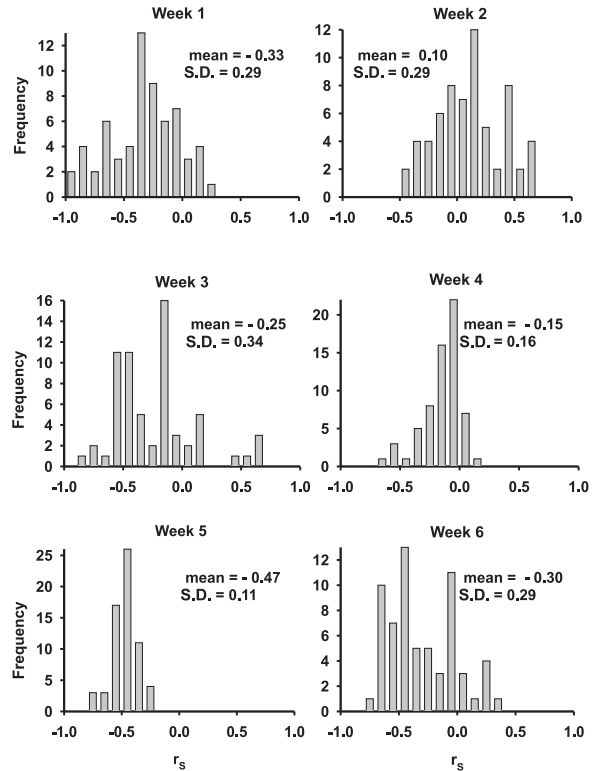 Week 1
Week 2
12
10
8
6
4
2
0
Frequency
mean = - 0.33
S.D. = 0.29
-1.0 -0.5 0.0 0.5 1.0
12
10
8
6
4
2
0
mean = 0.10
S.D. = 0.29
-1.0 -0.5 0.0 0.5 1.0
Week 3
Week 4
16
14
12
10
8
6
4
2
0
Frequency
mean = - 0.25
S.D. = 0.34
-1.0 -0.5 0.0 0.5 1.0
20
15
10
5
0
mean = - 0.15
S.D. = 0.16
-1.0 -0.5 0.0 0.5 1.0
Week 5
Week 6
25
20
15
10
5
0
Frequency
mean = - 0.47
S.D. = 0.11
-1.0 -0.5 0.0 0.5 1.0
rs
12
10
8
6
4
2
0
mean = - 0.30
S.D. = 0.29
-1.0 -0.5 0.0 0.5 1.0
rs